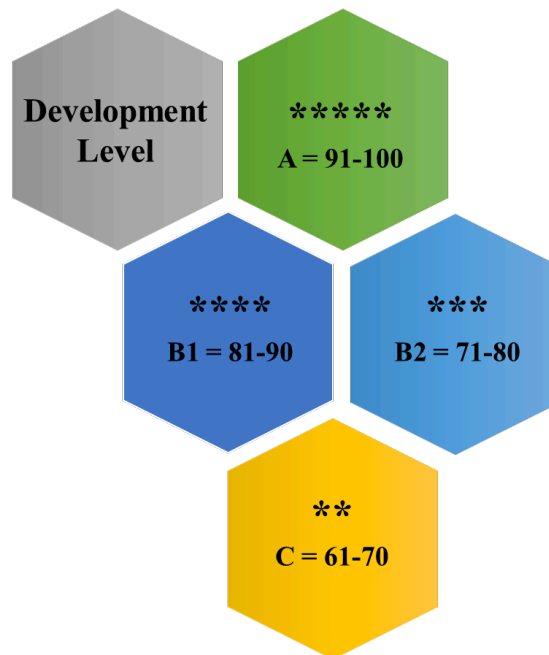 Development
Level
*****
A = 91-100
****
B1 = 81-90
***
B2 = 71-80
**
C = 61-70